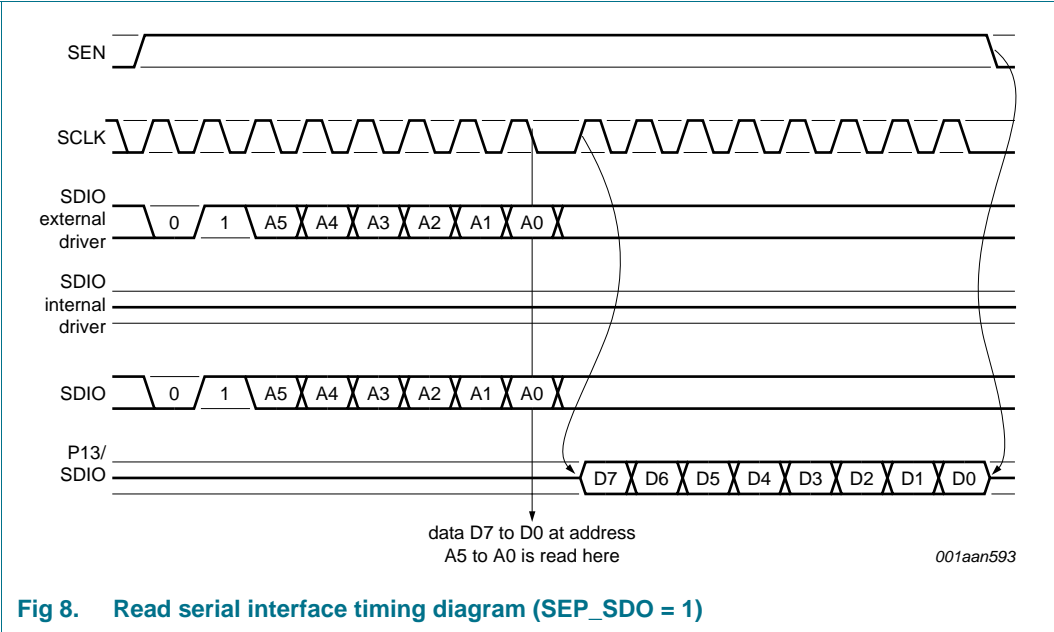 SEN
SCLK
SDIO
external
driver
0 1 A5 A4 A3 A2 A1 A0
SDIO
internal
driver
SDIO
0 1 A5 A4 A3 A2 A1 A0
P13/
SDIO
D7 D6 D5 D4 D3 D2 D1 D0
data D7 to D0 at address
A5 to A0 is read here
001aan593
Fig 8. Read serial interface timing diagram (SEP_SDO = 1)